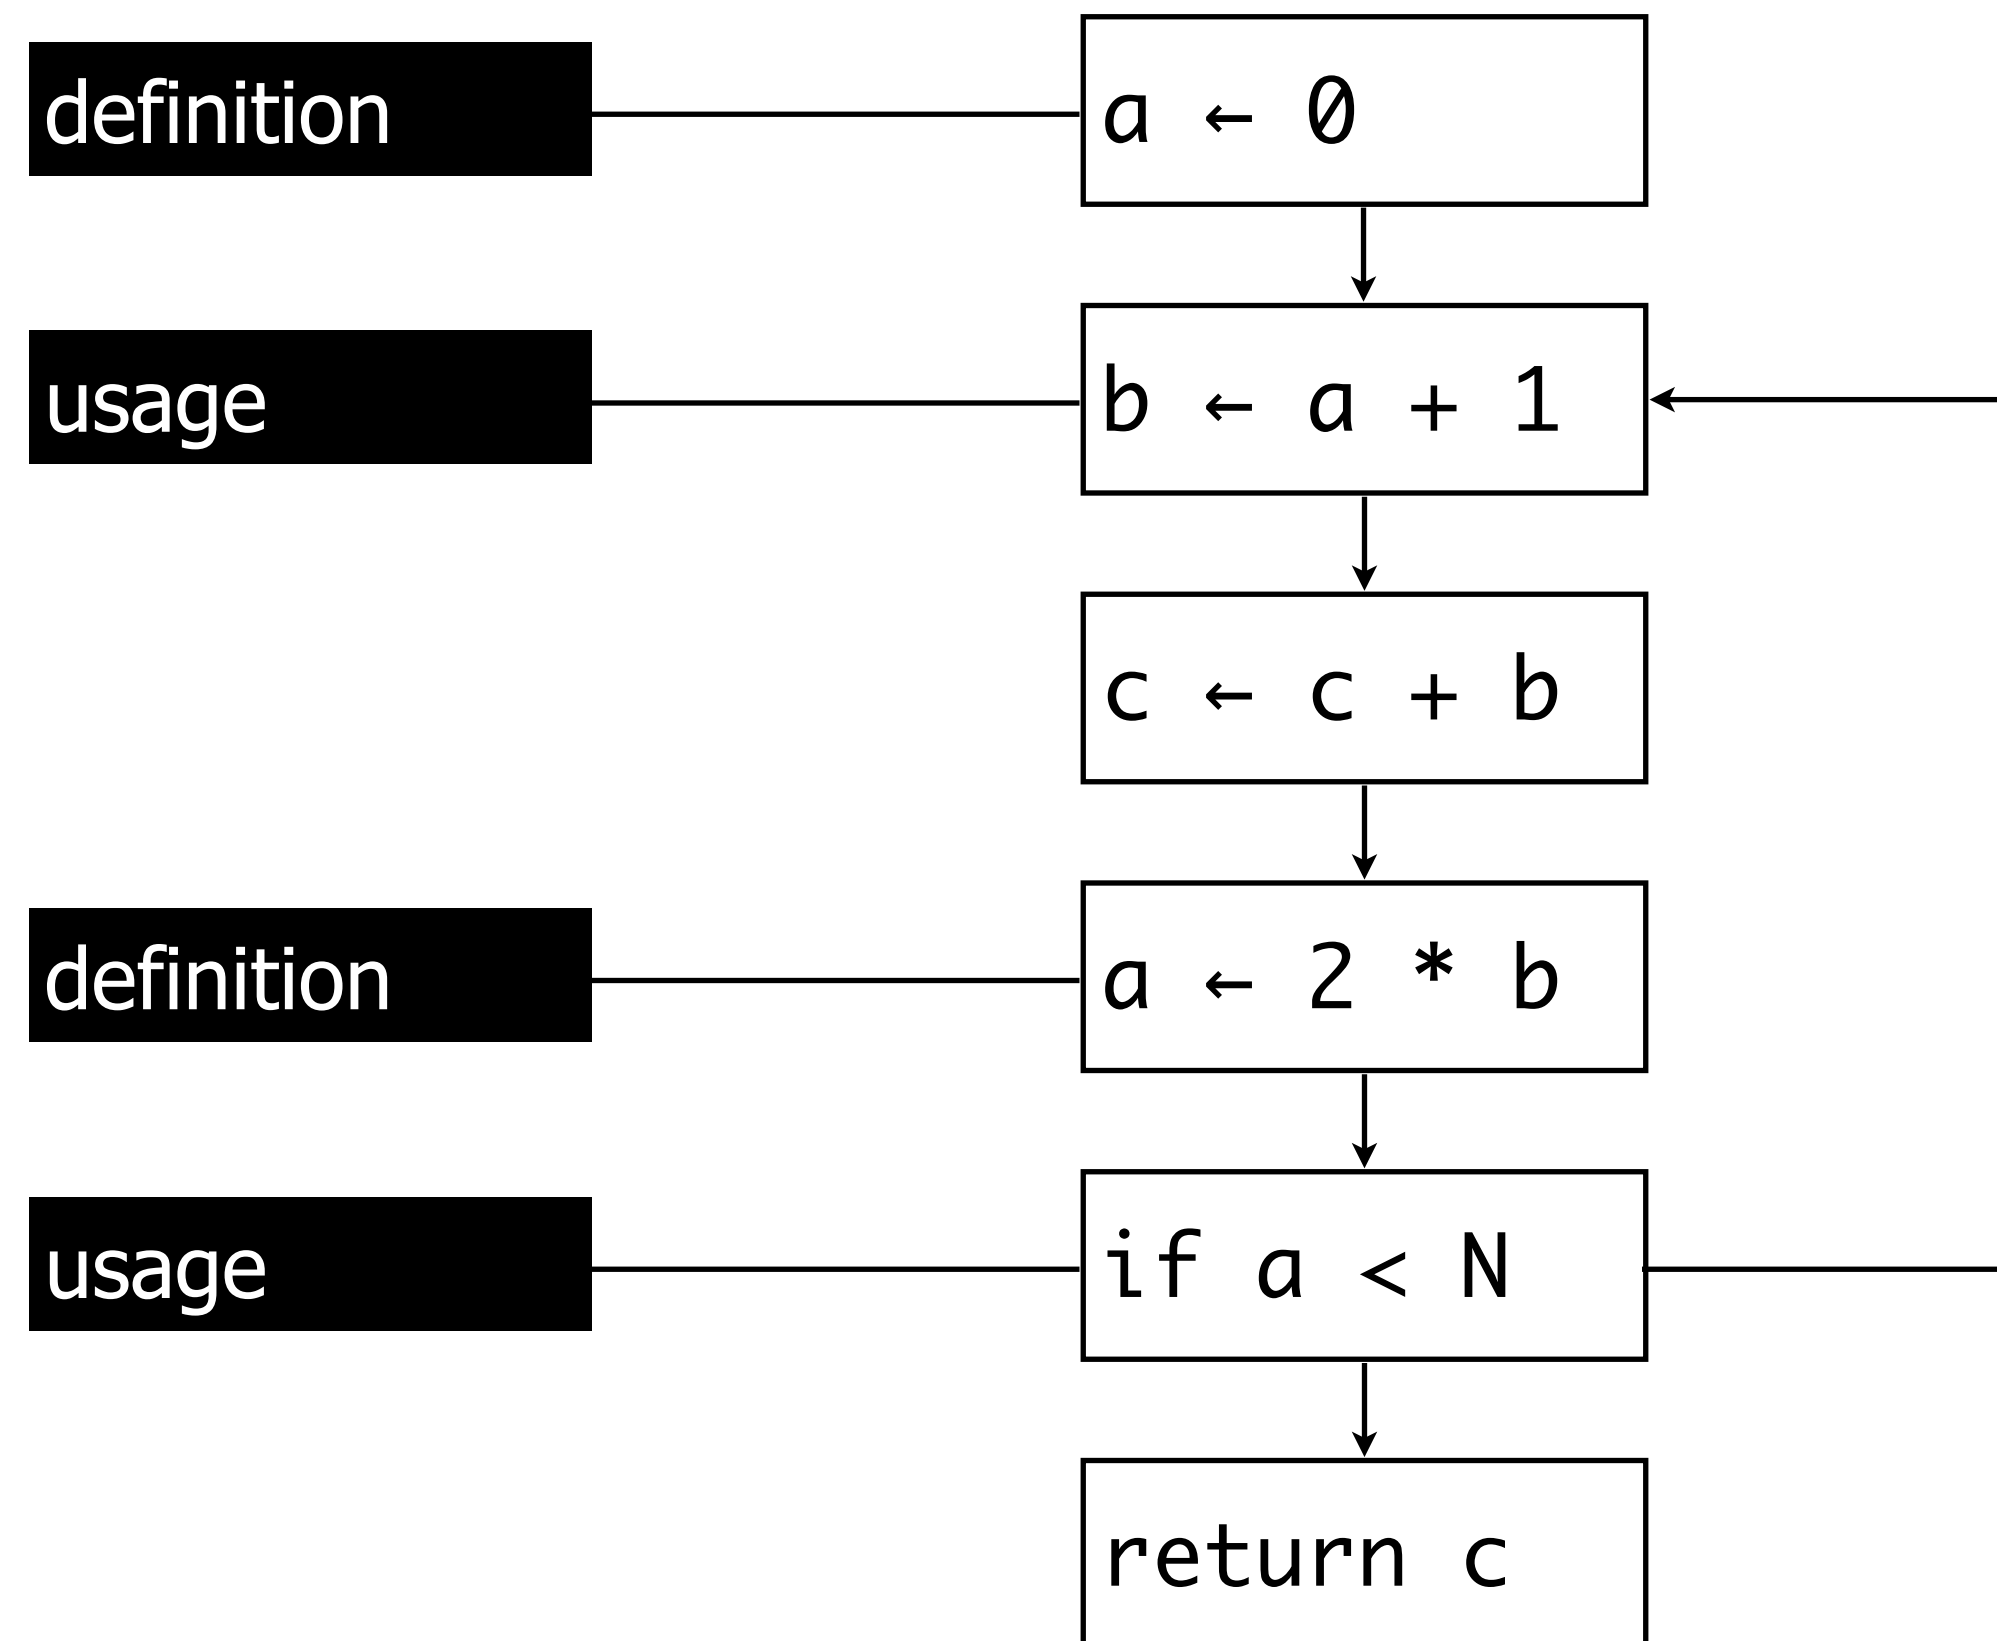 definition
a ← 0
usage
b ← a + 1
c ← c + b
definition
a ← 2 * b
usage
if a < N
return c